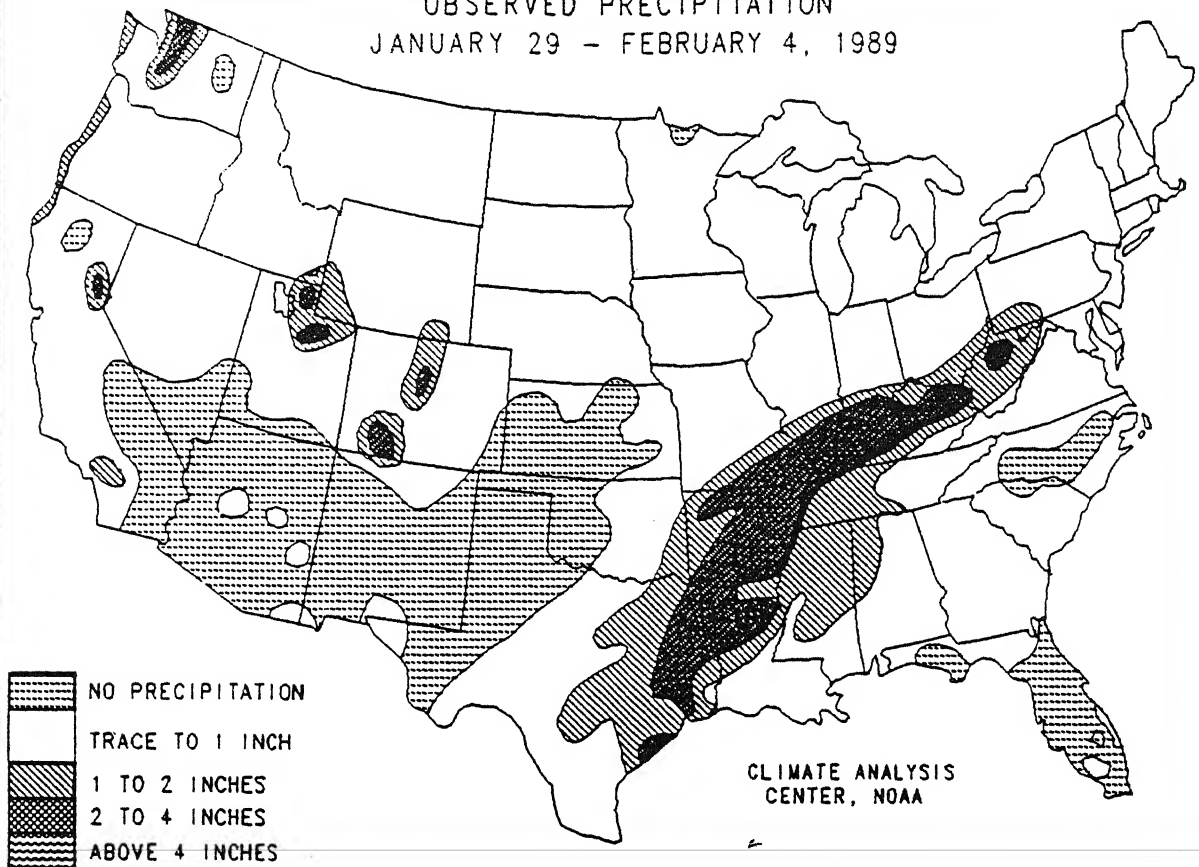 OBSERVED PRECIPITATION
JANUARY 29 - FEBRUARY 4, 1989
NO PRECIPITATION
TRACE TO 1 INCH
1 TO 2 INCHES
2 TO 4 INCHES
ABOVE 4 INCHES
CLIMATE ANALYSIS
CENTER, NOAA